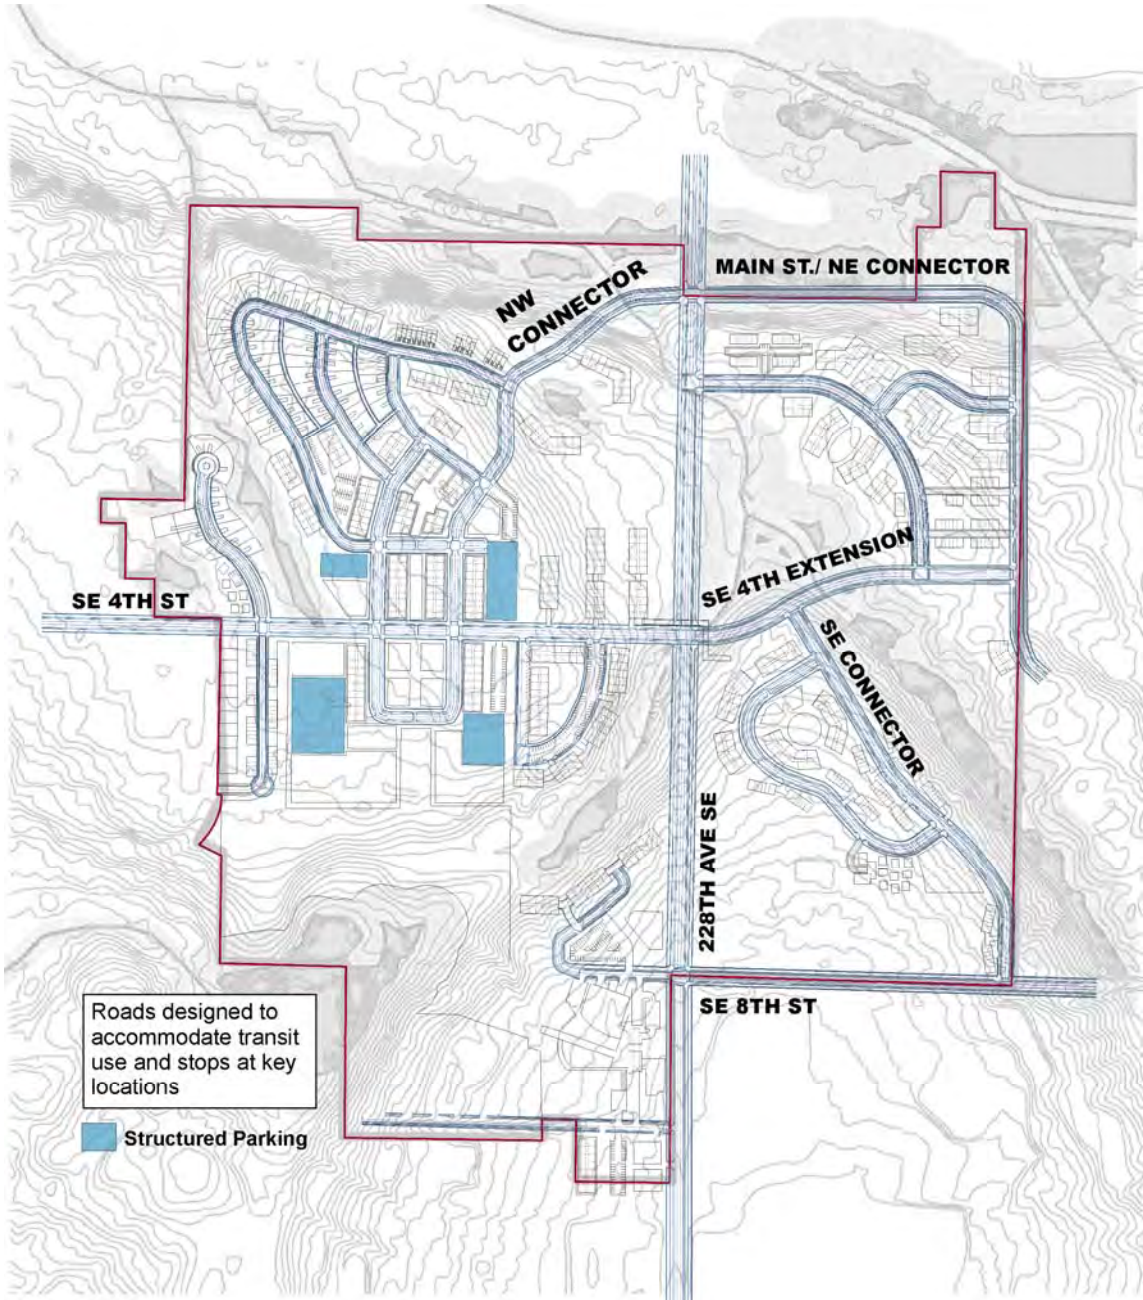 MAIN ST./ NE CONNECTOR
NW
CONNECTOR
SE 4TH EXTENSION
SE 4TH ST
SE CONNECTOR
228TH AVE SE
SE 8TH ST
Roads designed to
accommodate transit
use and stops at key
locations
Structured Parking